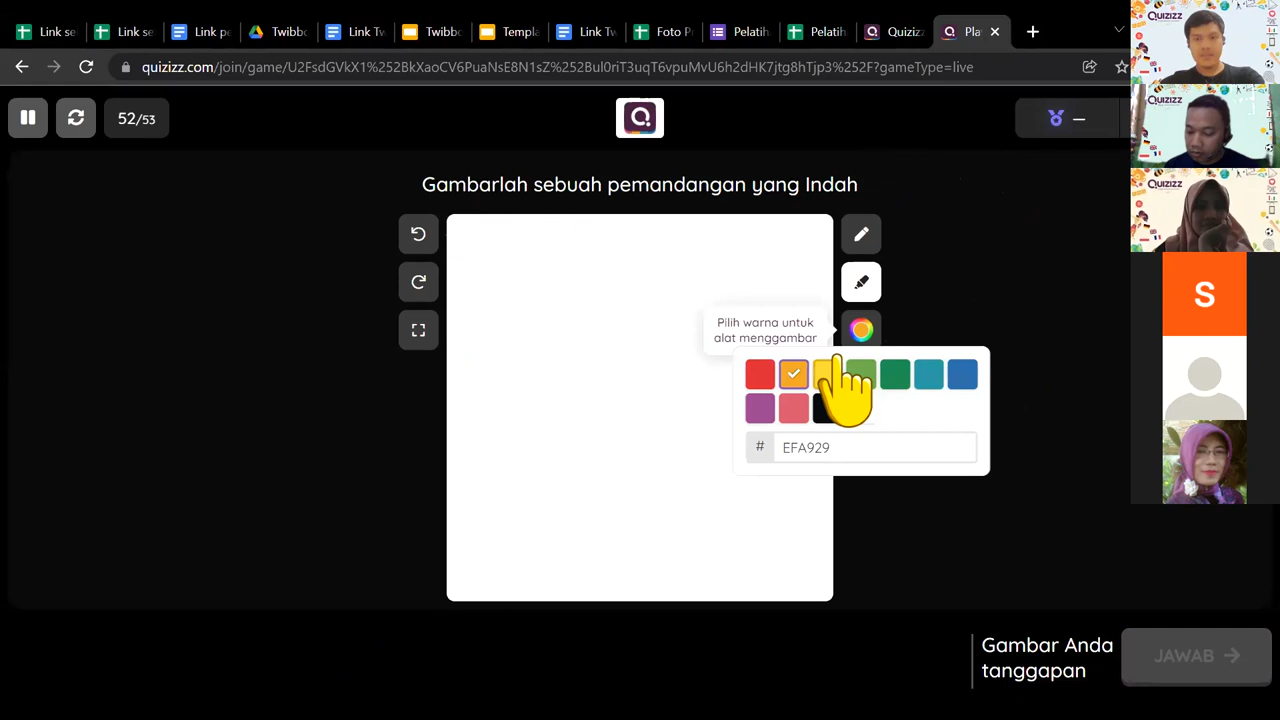 Link se
Link se
Link pe
Twibbo
Link Tw
Twibbo
Templa
Link Tw
Foto P
Pelatih
Pelatih
Quizizz
Pla
quizizz.com/join/game/U2FsdGVkX1%252BkXaoCV6PuaNsE3N1sZ%252Bul0riT3uqT6vpuMvU6h2dHK7jtg8hTjp3%252F?gameType=live
52/53
Gambarlah sebuah pemandangan yang Indah
Pilih warna untuk
alat menggambar
# EFA929
Gambar Anda
tanggapan
JAWAB
QUIZIZZ
QUIZIZZ
QUIZIZZ
S